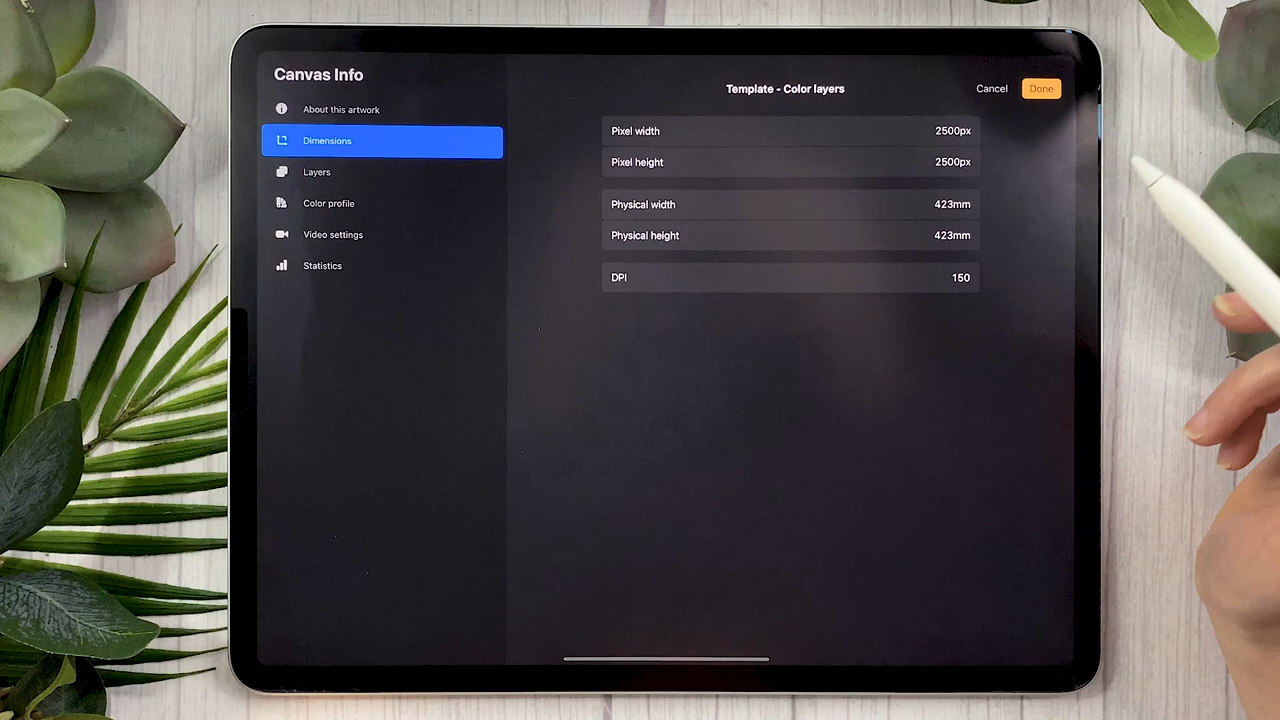 Canvas Info
About this artwork
Dimensions
Layers
Color profile
Video settings
Statistics
Template - Color layers
Cancel
Done
Pixel width 2500px
Pixel height 2500px
Physical width 423mm
Physical height 423mm
DPI 150